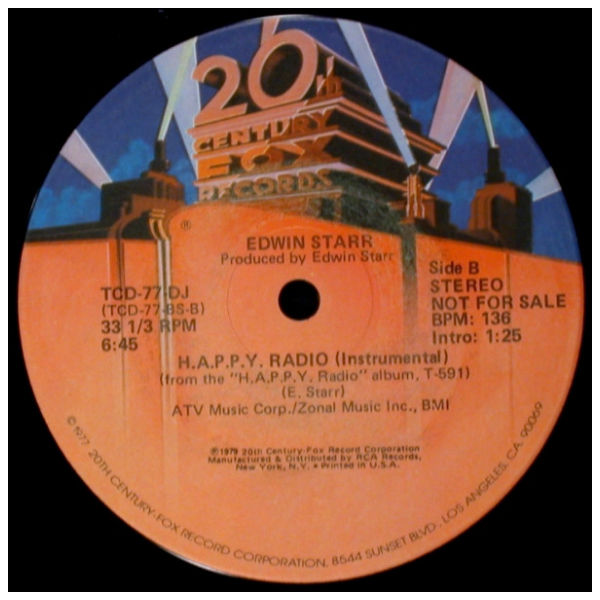 20th
CENTURY
FOX
RECORDS
®
EDWIN STARR
Produced by Edwin Starr
TCD-77-DJ
(TCD-77-BS-B)
33 1/3 RPM
6:45
Side B
STEREO
NOT FOR SALE
BPM: 136
Intro: 1:25
H.A.P.P.Y. RADIO (Instrumental)
(from the "H.A.P.P.Y. Radio" album, T-591)
(E. Starr)
ATV Music Corp./Zonal Music Inc., BMI
℗1979 20th Century-Fox Record Corporation
Manufactured & Distributed by RCA Records,
New York, N.Y. • Printed in U.S.A.
©1977 20TH CENTURY-FOX RECORD CORPORATION, 8544 SUNSET BLVD., LOS ANGELES, CA. 90069